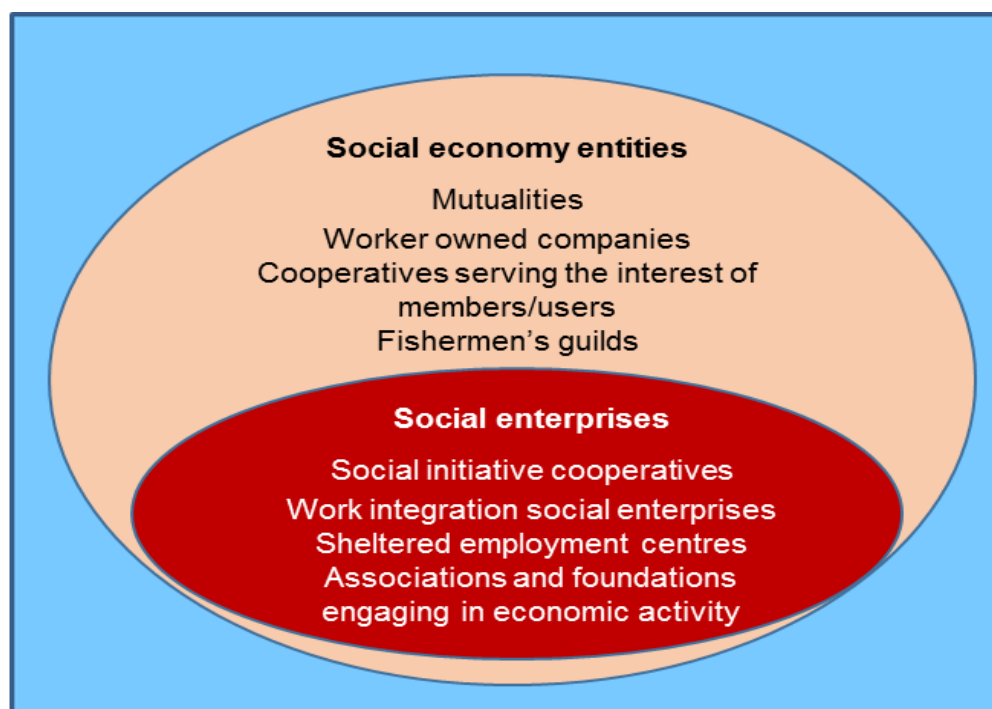 Social economy entities
Mutualities
Worker owned companies
Cooperatives serving the interest of
members/users
Fishermen’s guilds
Social enterprises
Social initiative cooperatives
Work integration social enterprises
Sheltered employment centres
Associations and foundations
engaging in economic activity